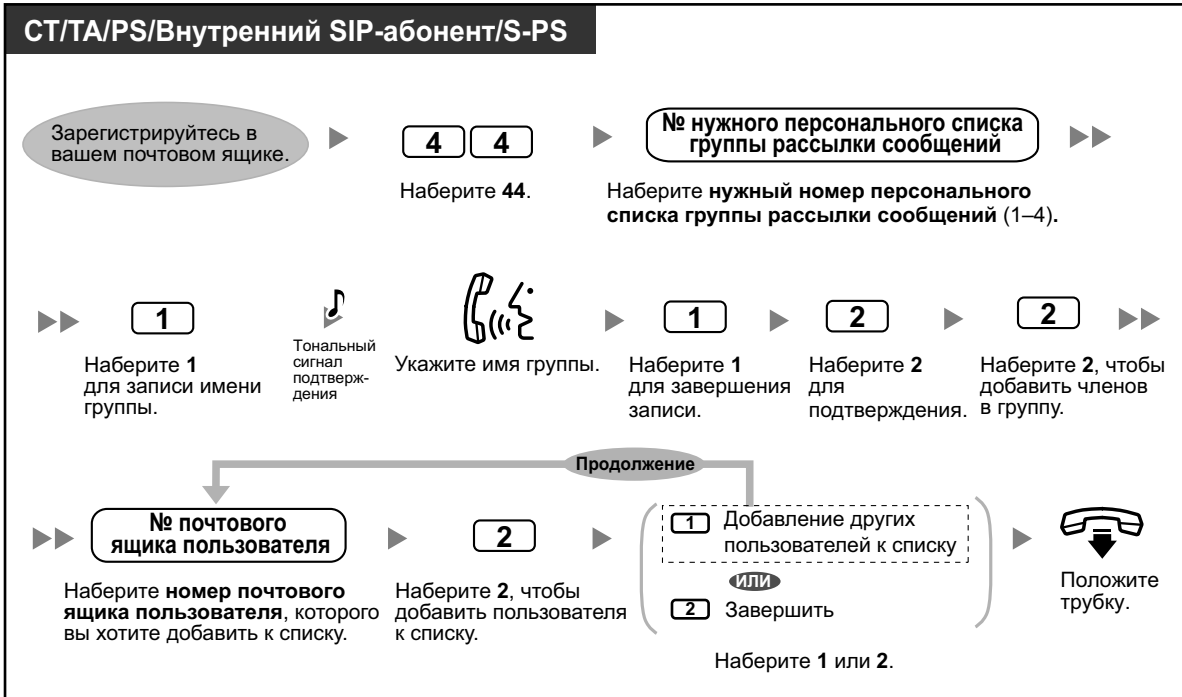 СТ/ТА/PS/Внутренний SIP-абонент/S-PS
Зарегистрируйтесь в
вашем почтовом ящике.
4 4
Наберите 44.
№ нужного персонального списка
группы рассылки сообщений
Наберите нужный номер персонального
списка группы рассылки сообщений (1–4).
1
Наберите 1
для записи имени
группы.
Тональный
сигнал
подтверж-
дения
Укажите имя группы.
1
Наберите 1
для завершения
записи.
2
Наберите 2
для
подтверждения.
2
Наберите 2, чтобы
добавить членов
в группу.
Продолжение
№ почтового
ящика пользователя
Наберите номер почтового
ящика пользователя, которого
вы хотите добавить к списку.
2
Наберите 2, чтобы
добавить пользователя
к списку.
1 Добавление других
пользователей к списку
ИЛИ
2 Завершить
Наберите 1 или 2.
Положите
трубку.